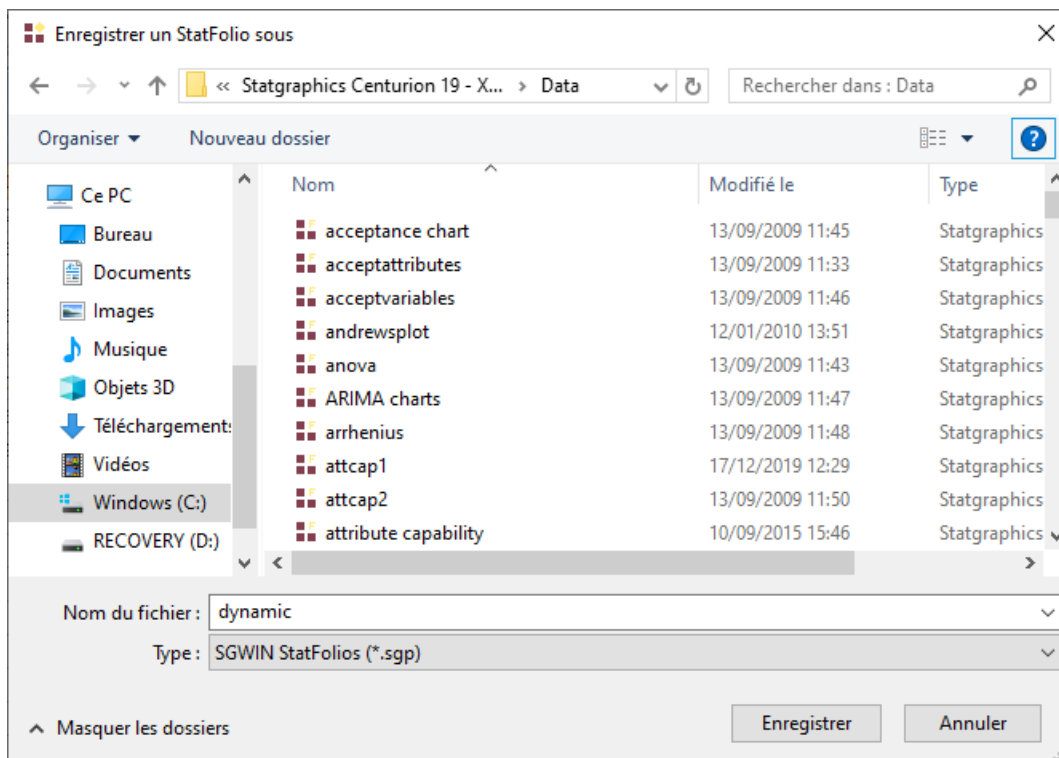 Enregistrer un StatFolio sous
« Statgraphics Centurion 19 - X... › Data
Rechercher dans : Data
Organiser
Nouveau dossier
Ce PC
Bureau
Documents
Images
Musique
Objets 3D
Téléchargements
Vidéos
Windows (C:)
RECOVERY (D:)
Nom Modifié le Type
acceptance chart 13/09/2009 11:45 Statgraphics
acceptattributes 13/09/2009 11:33 Statgraphics
acceptvariables 13/09/2009 11:46 Statgraphics
andrewsplot 12/01/2010 13:51 Statgraphics
anova 13/09/2009 11:43 Statgraphics
ARIMA charts 13/09/2009 11:47 Statgraphics
arrhenius 13/09/2009 11:48 Statgraphics
attcap1 17/12/2019 12:29 Statgraphics
attcap2 13/09/2009 11:50 Statgraphics
attribute capability 10/09/2015 15:46 Statgraphics
Nom du fichier : dynamic
Type : SGWIN StatFolios (*.sgp)
Masquer les dossiers
Enregistrer
Annuler